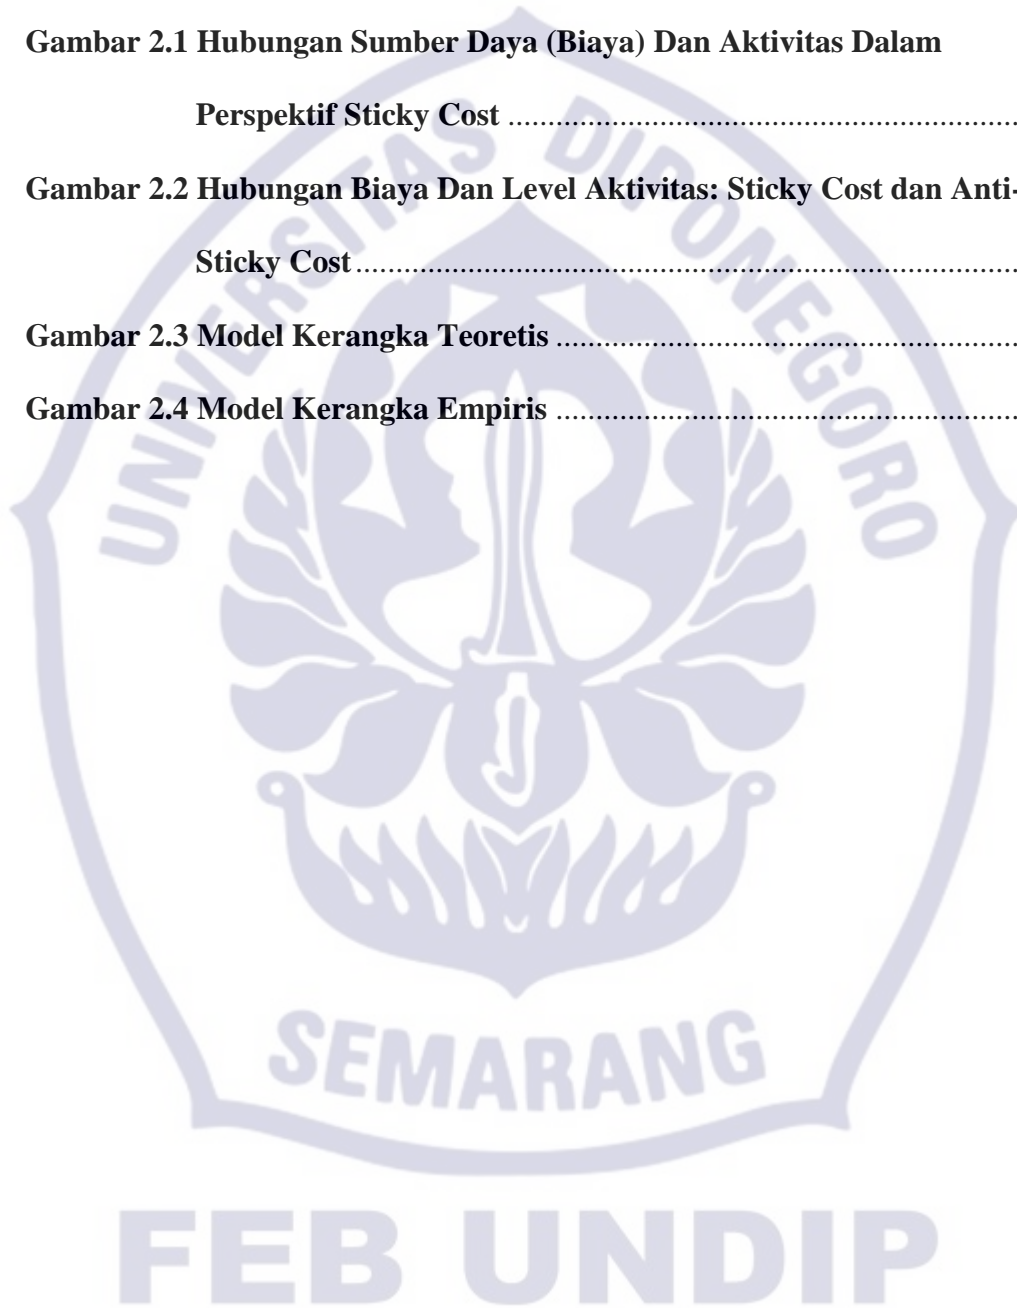 Gambar 2.1 Hubungan Sumber Daya (Biaya) Dan Aktivitas Dalam
Perspektif Sticky Cost ................................................................
Gambar 2.2 Hubungan Biaya Dan Level Aktivitas: Sticky Cost dan Anti-
Sticky Cost ....................................................................................
Gambar 2.3 Model Kerangka Teoretis ..........................................................
Gambar 2.4 Model Kerangka Empiris ..........................................................
UNIVERSITAS DIPONEGORO
SEMARANG
FEB UNDIP